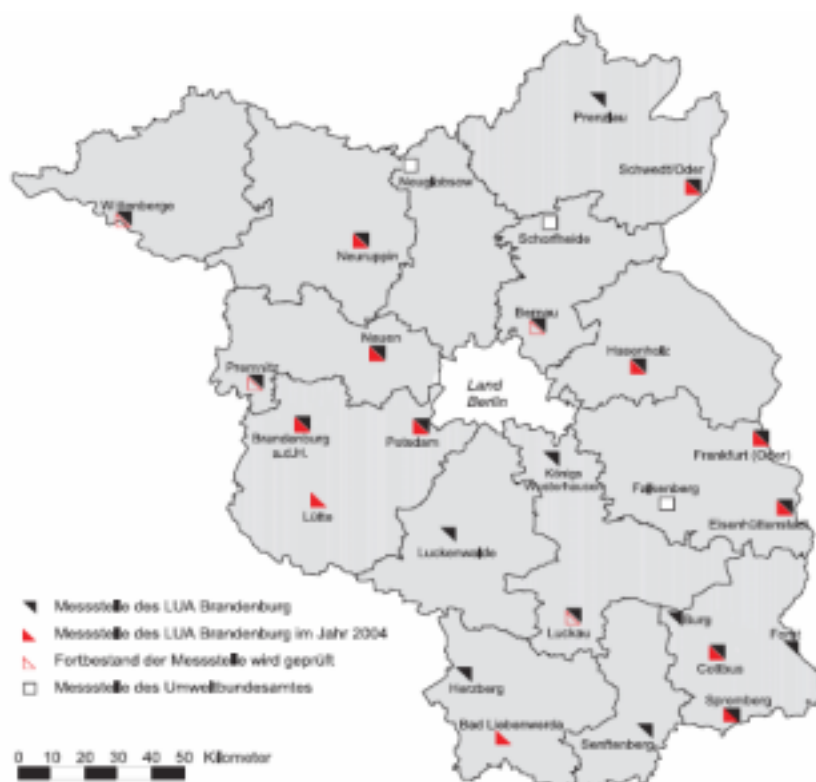 Prenzlau
Schwedt/Oder
Neuglobsow
Wittenberge
Schorfheide
Neuruppin
Bernau
Nauen
Hasenholz
Premnitz
Land
Berlin
Brandenburg
a.d.H.
Potsdam
Frankfurt (Oder)
Königs
Wusterhausen
Falkenberg
Lütte
Eisenhüttenstadt
Luckenwalde
Messstelle des LUA Brandenburg
Messstelle des LUA Brandenburg im Jahr 2004
Fortbestand der Messstelle wird geprüft
Messstelle des Umweltbundesamtes
Luckau
Burg
Forst
Cottbus
Herzberg
Spremberg
Bad Liebenwerda
Senftenberg
0 10 20 30 40 50 Kilometer